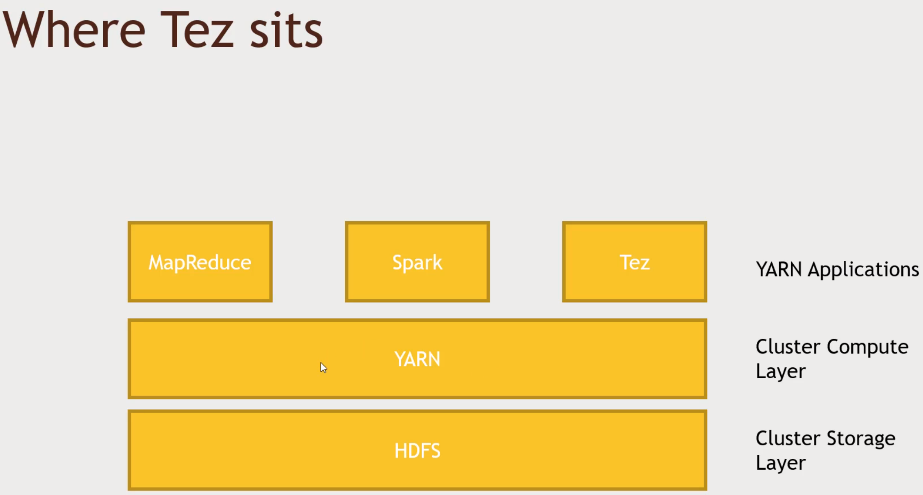 Where Tez sits
MapReduce
Spark
Tez
YARN Applications
YARN
Cluster Compute
Layer
HDFS
Cluster Storage
Layer